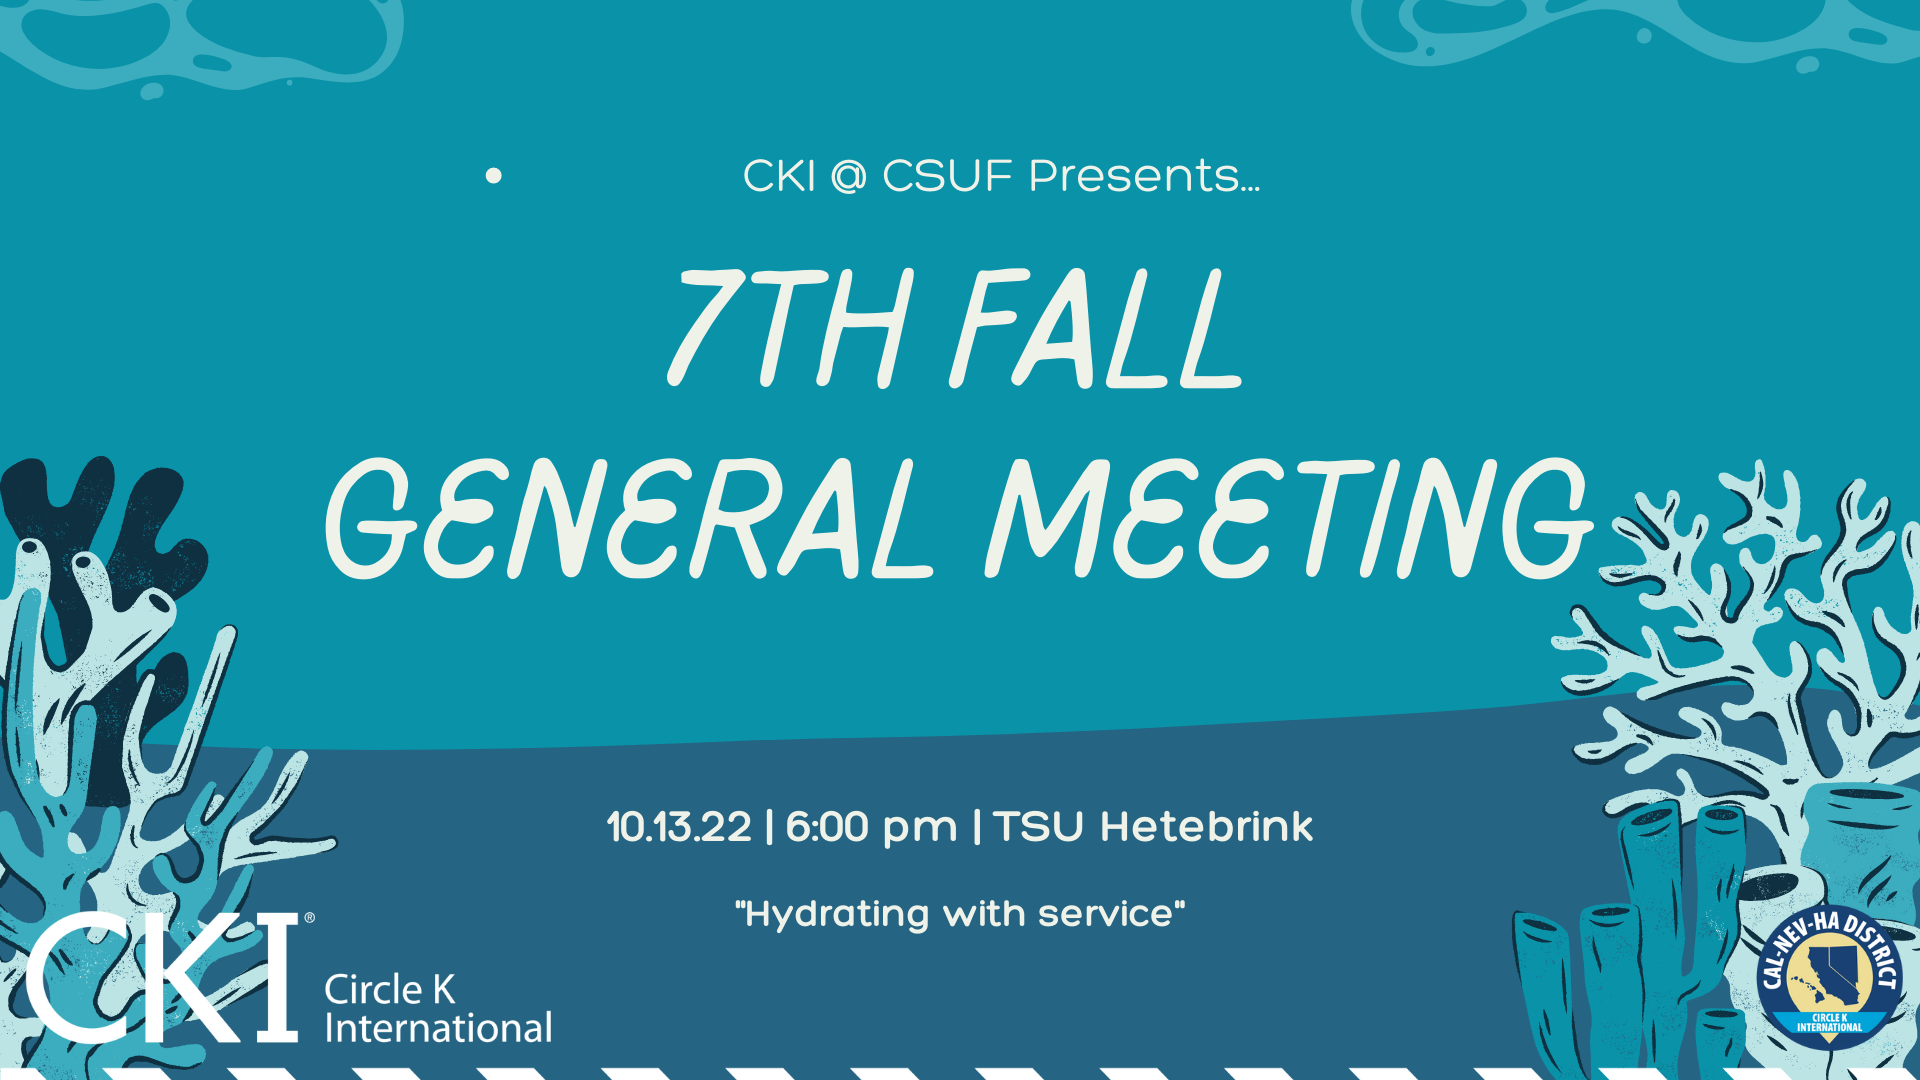 • CKI @ CSUF Presents...
7TH FALL
GENERAL MEETING
10.13.22 | 6:00 pm | TSU Hetebrink
"Hydrating with service"
CKI®
Circle K
International
CAL-NEV-HA DISTRICT
CIRCLE K
INTERNATIONAL